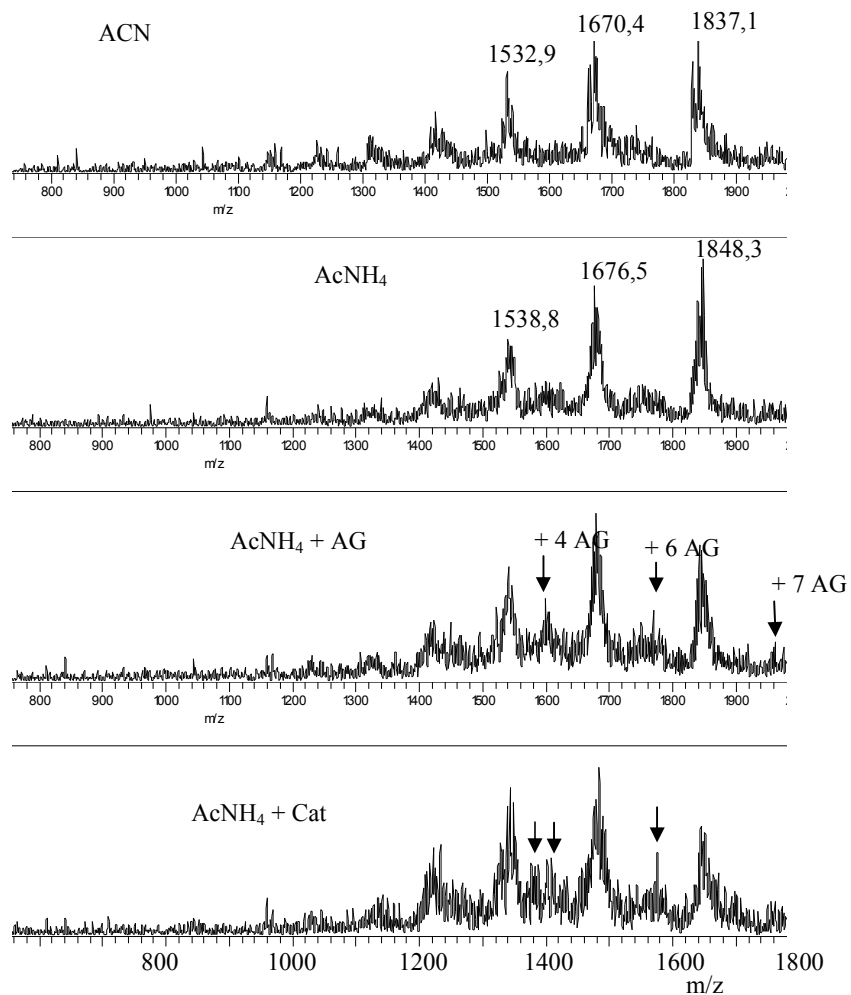 ACN
1532,9
1670,4
1837,1
800 900 1000 1100 1200 1300 1400 1500 1600 1700 1800 1900
m/z
AcNH₄
1538,8
1676,5
1848,3
800 900 1000 1100 1200 1300 1400 1500 1600 1700 1800 1900
m/z
AcNH₄ + AG
+ 4 AG
+ 6 AG
+ 7 AG
800 900 1000 1100 1200 1300 1400 1500 1600 1700 1800 1900
m/z
AcNH₄ + Cat
800 1000 1200 1400 1600 1800
m/z